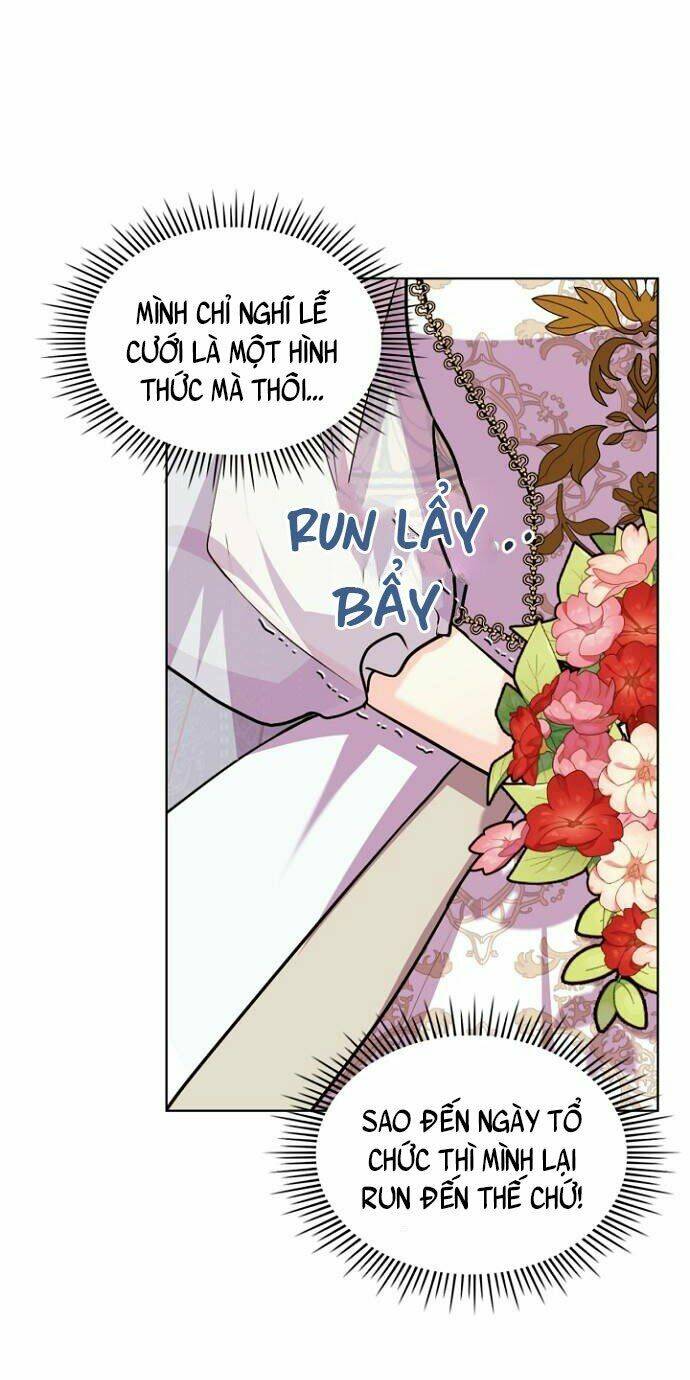 MÌNH CHỈ NGHĨ LỄ
CƯỚI LÀ MỘT HÌNH
THỨC MÀ THÔI...
RUN LẨY ..
BẨY
SAO ĐẾN NGÀY TỔ
CHỨC THÌ MÌNH LẠI
RUN ĐẾN THẾ CHỨ!